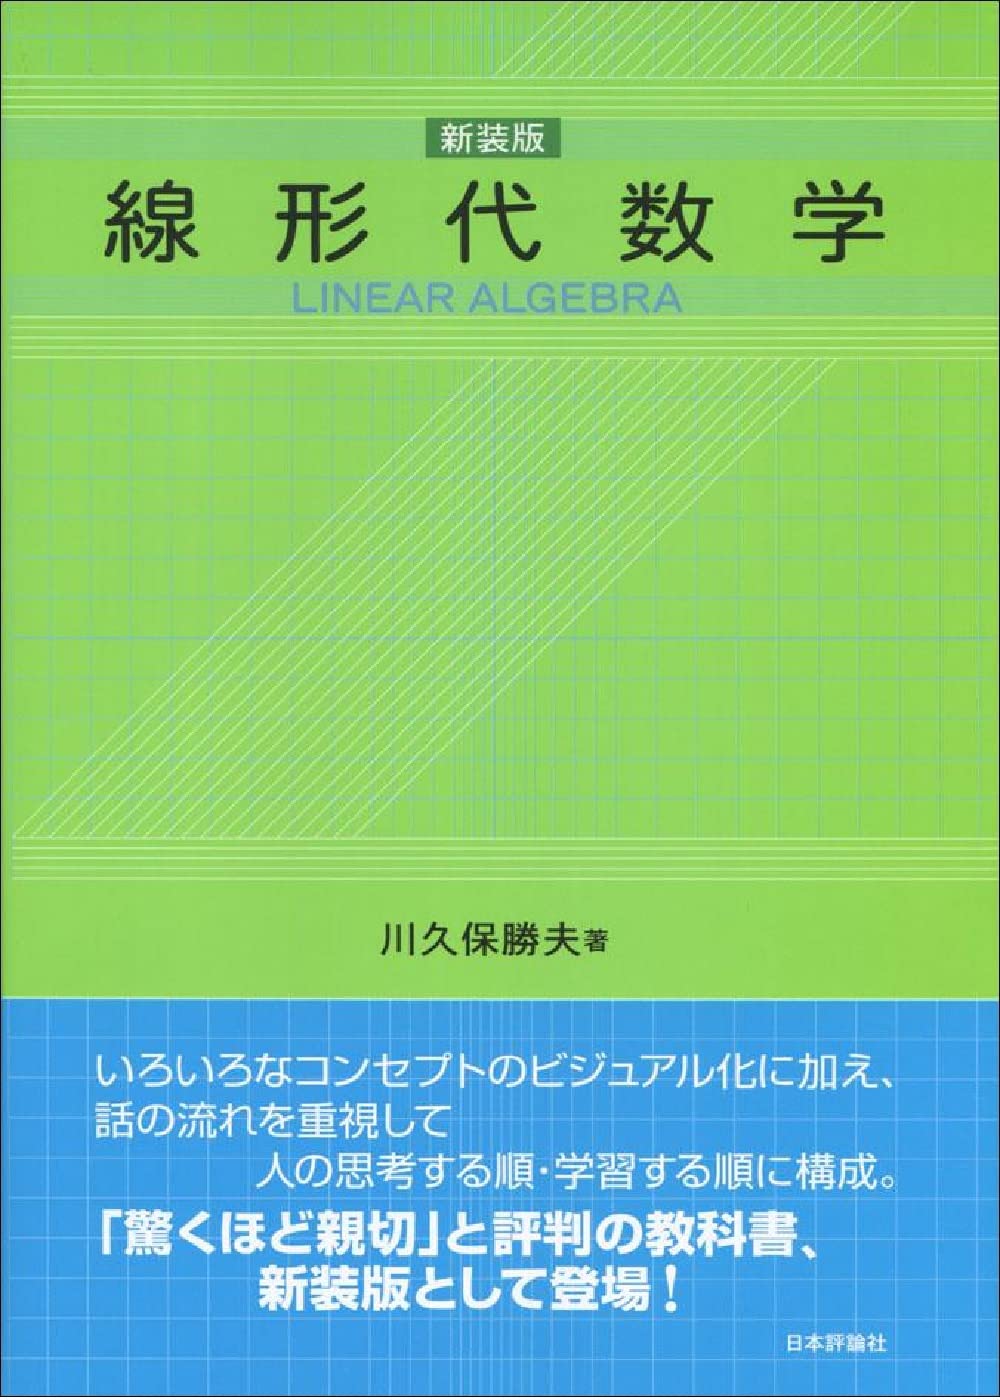 新装版
線形代数学
LINEAR ALGEBRA
川久保勝夫著
いろいろなコンセプトのビジュアル化に加え、
話の流れを重視して
人の思考する順・学習する順に構成。
「驚くほど親切」と評判の教科書、
新装版として登場！
日本評論社